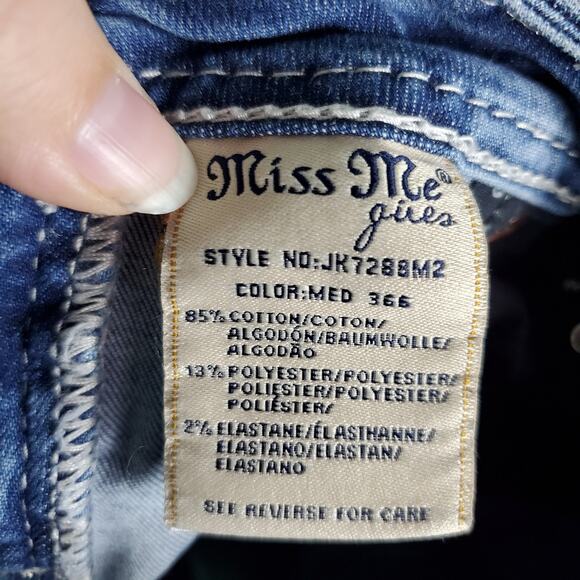 Miss Me®
güles
STYLE NO:JK7288M2
COLOR:MED 366
85% COTTON/COTON/
ALGODÓN/BAUMWOLLE/
ALGODÃO
13% POLYESTER/POLYESTER/
POLIESTER/POLYESTER/
POLIÉSTER/
2% ELASTANE/ÉLASTHANNE/
ELASTANO/ELASTAN/
ELASTANO
SEE REVERSE FOR CARE